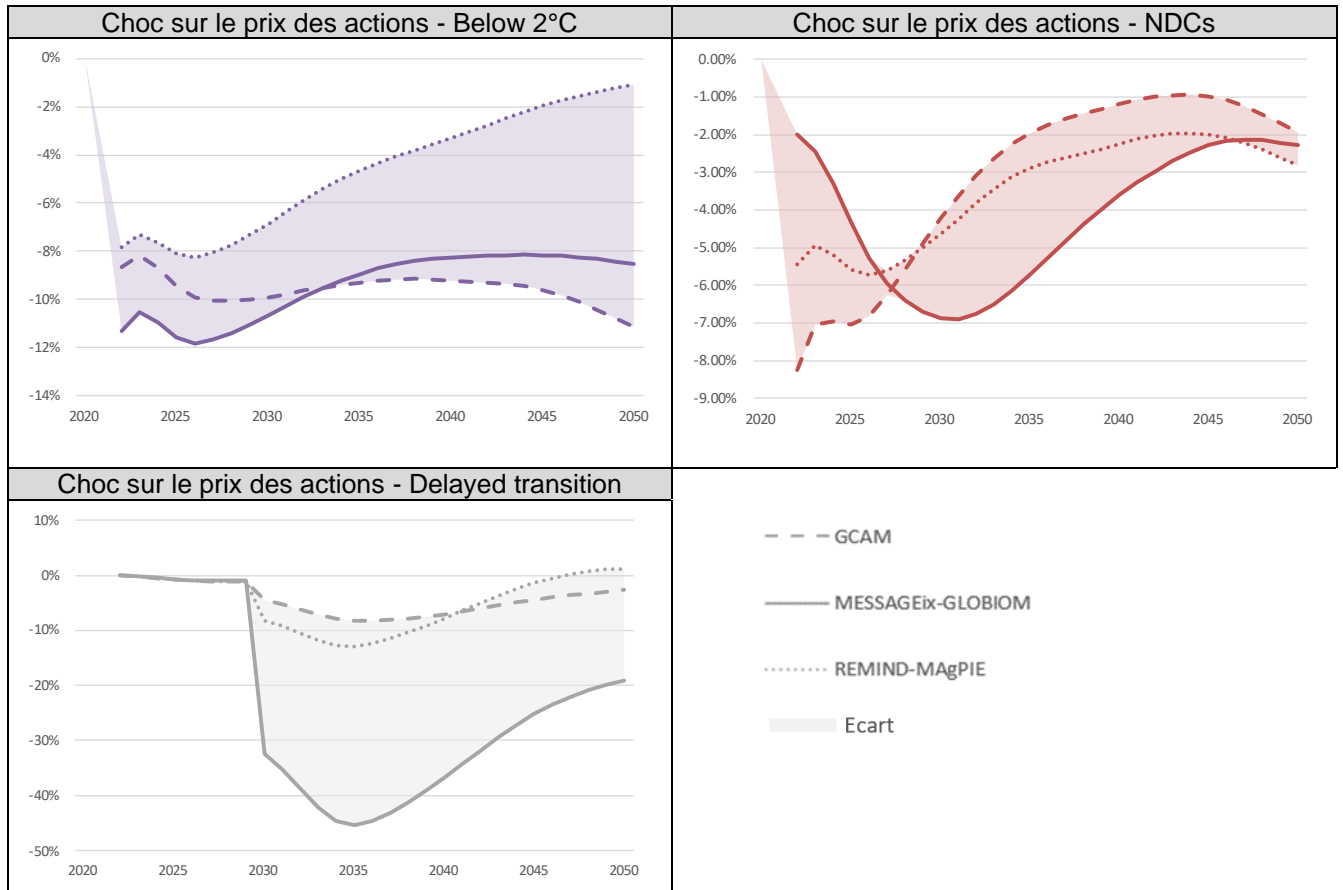 Choc sur le prix des actions - Below 2°C
0%
-2%
-4%
-6%
-8%
-10%
-12%
-14%
2020 2025 2030 2035 2040 2045 2050
Choc sur le prix des actions - NDCs
0.00%
-1.00%
-2.00%
-3.00%
-4.00%
-5.00%
-6.00%
-7.00%
-8.00%
-9.00%
2020 2025 2030 2035 2040 2045 2050
Choc sur le prix des actions - Delayed transition
10%
0%
-10%
-20%
-30%
-40%
-50%
2020 2025 2030 2035 2040 2045 2050
GCAM
MESSAGEix-GLOBIOM
REMIND-MAgPIE
Ecart